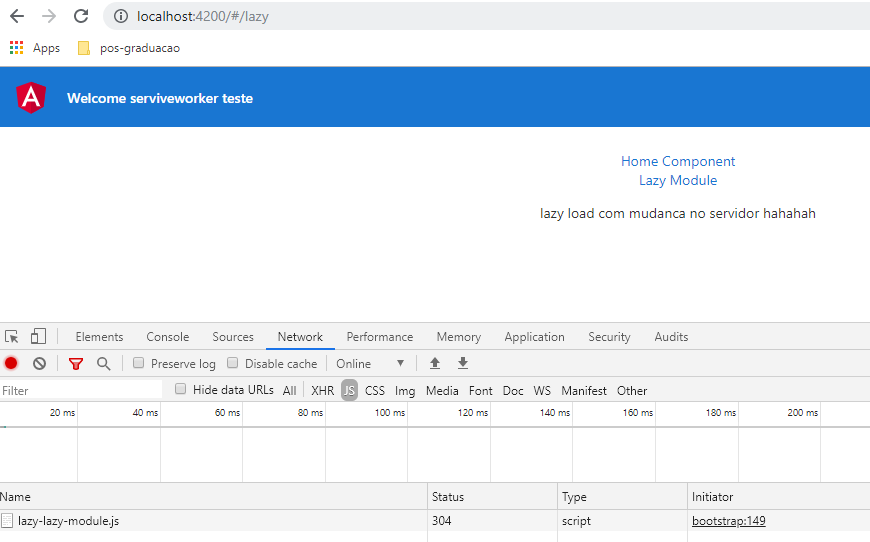 localhost:4200/#/lazy
Apps pos-graduacao
A Welcome serviveworker teste
Home Component
Lazy Module
lazy load com mudanca no servidor hahahah
Elements Console Sources Network Performance Memory Application Security Audits
Preserve log Disable cache Online
Filter Hide data URLs All XHR JS CSS Img Media Font Doc WS Manifest Other
20 ms 40 ms 60 ms 80 ms 100 ms 120 ms 140 ms 160 ms 180 ms 200 ms
Name Status Type Initiator
lazy-lazy-module.js 304 script bootstrap:149